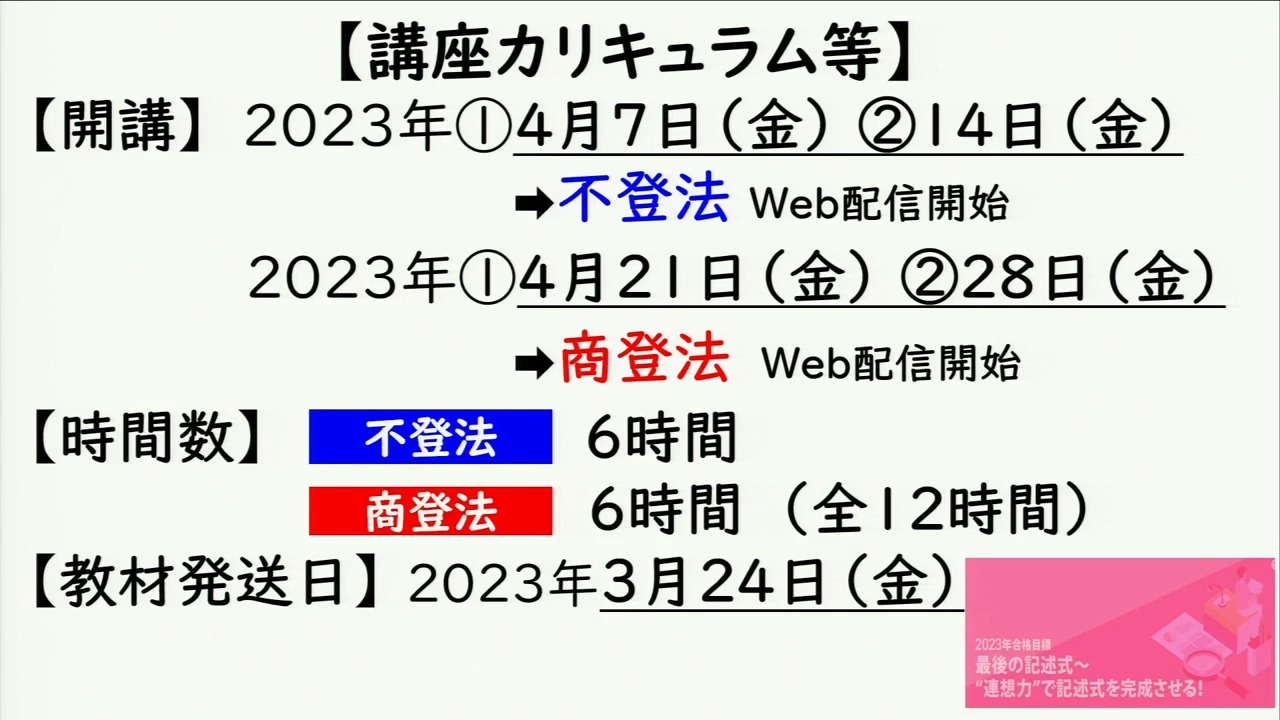 【講座カリキュラム等】
【開講】 2023年①4月7日（金） ②14日（金）
➡不登法 Web配信開始
2023年①4月21日（金） ②28日（金）
➡商登法 Web配信開始
【時間数】 不登法 6時間
商登法 6時間 （全12時間）
【教材発送日】2023年3月24日（金）
2023年合格目標
最後の記述式～
“連想力”で記述式を完成させる!